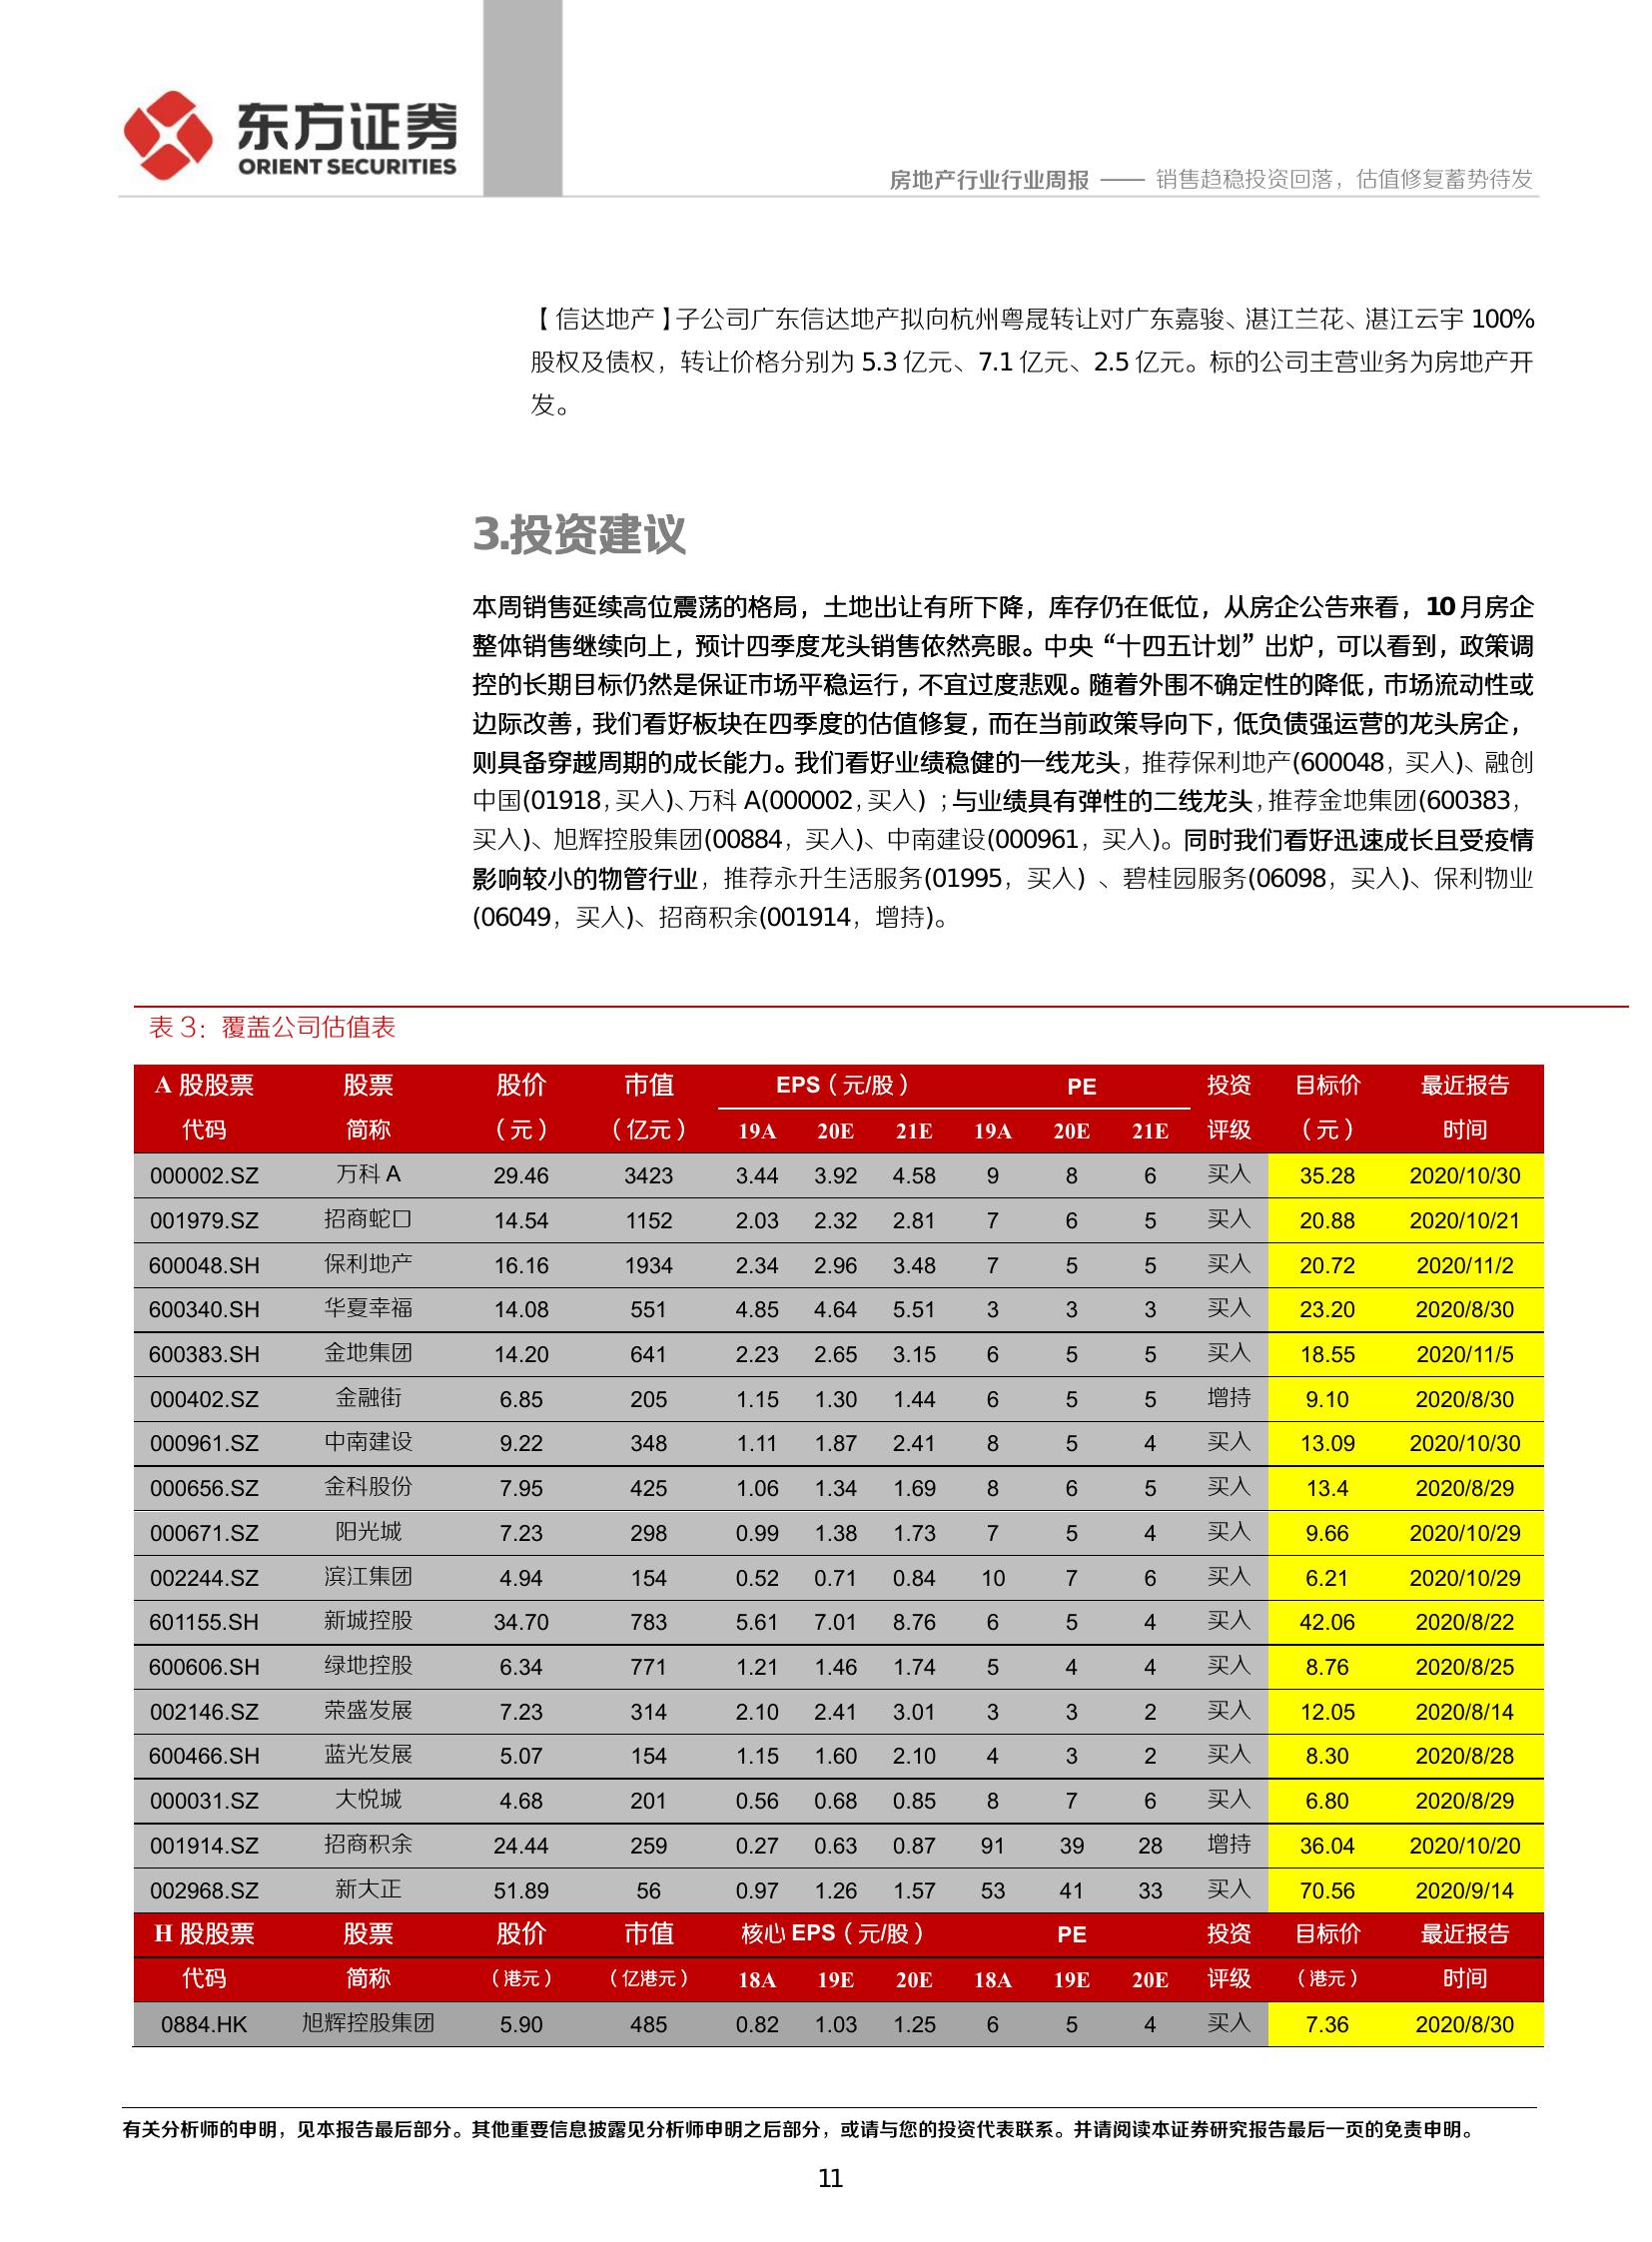 东方证券
ORIENT SECURITIES
房地产行业行业周报 —— 销售趋稳投资回落，估值修复蓄势待发
【信达地产】子公司广东信达地产拟向杭州粤晟转让对广东嘉骏、湛江兰花、湛江云宇 100%
股权及债权，转让价格分别为 5.3 亿元、7.1 亿元、2.5 亿元。标的公司主营业务为房地产开
发。
3.投资建议
本周销售延续高位震荡的格局，土地出让有所下降，库存仍在低位，从房企公告来看，10 月房企
整体销售继续向上，预计四季度龙头销售依然亮眼。中央“十四五计划”出炉，可以看到，政策调
控的长期目标仍然是保证市场平稳运行，不宜过度悲观。随着外围不确定性的降低，市场流动性或
边际改善，我们看好板块在四季度的估值修复，而在当前政策导向下，低负债强运营的龙头房企，
则具备穿越周期的成长能力。我们看好业绩稳健的一线龙头，推荐保利地产(600048，买入)、融创
中国(01918，买入)、万科 A(000002，买入)；与业绩具有弹性的二线龙头，推荐金地集团(600383，
买入)、旭辉控股集团(00884，买入)、中南建设(000961，买入)。同时我们看好迅速成长且受疫情
影响较小的物管行业，推荐永升生活服务(01995，买入) 、碧桂园服务(06098，买入)、保利物业
(06049，买入)、招商积余(001914，增持)。
表 3：覆盖公司估值表
A 股股票 股票 股价 市值 EPS（元/股） PE 投资 目标价 最近报告
代码 简称 （元） （亿元） 19A 20E 21E 19A 20E 21E 评级 （元） 时间
000002.SZ 万科 A 29.46 3423 3.44 3.92 4.58 9 8 6 买入 35.28 2020/10/30
001979.SZ 招商蛇口 14.54 1152 2.03 2.32 2.81 7 6 5 买入 20.88 2020/10/21
600048.SH 保利地产 16.16 1934 2.34 2.96 3.48 7 5 5 买入 20.72 2020/11/2
600340.SH 华夏幸福 14.08 551 4.85 4.64 5.51 3 3 3 买入 23.20 2020/8/30
600383.SH 金地集团 14.20 641 2.23 2.65 3.15 6 5 5 买入 18.55 2020/11/5
000402.SZ 金融街 6.85 205 1.15 1.30 1.44 6 5 5 增持 9.10 2020/8/30
000961.SZ 中南建设 9.22 348 1.11 1.87 2.41 8 5 4 买入 13.09 2020/10/30
000656.SZ 金科股份 7.95 425 1.06 1.34 1.69 8 6 5 买入 13.4 2020/8/29
000671.SZ 阳光城 7.23 298 0.99 1.38 1.73 7 5 4 买入 9.66 2020/10/29
002244.SZ 滨江集团 4.94 154 0.52 0.71 0.84 10 7 6 买入 6.21 2020/10/29
601155.SH 新城控股 34.70 783 5.61 7.01 8.76 6 5 4 买入 42.06 2020/8/22
600606.SH 绿地控股 6.34 771 1.21 1.46 1.74 5 4 4 买入 8.76 2020/8/25
002146.SZ 荣盛发展 7.23 314 2.10 2.41 3.01 3 3 2 买入 12.05 2020/8/14
600466.SH 蓝光发展 5.07 154 1.15 1.60 2.10 4 3 2 买入 8.30 2020/8/28
000031.SZ 大悦城 4.68 201 0.56 0.68 0.85 8 7 6 买入 6.80 2020/8/29
001914.SZ 招商积余 24.44 259 0.27 0.63 0.87 91 39 28 增持 36.04 2020/10/20
002968.SZ 新大正 51.89 56 0.97 1.26 1.57 53 41 33 买入 70.56 2020/9/14
H 股股票 股票 股价 市值 核心 EPS（元/股） PE 投资 目标价 最近报告
代码 简称 （港元） （亿港元） 18A 19E 20E 18A 19E 20E 评级 （港元） 时间
0884.HK 旭辉控股集团 5.90 485 0.82 1.03 1.25 6 5 4 买入 7.36 2020/8/30
有关分析师的申明，见本报告最后部分。其他重要信息披露见分析师申明之后部分，或请与您的投资代表联系。并请阅读本证券研究报告最后一页的免责申明。
11